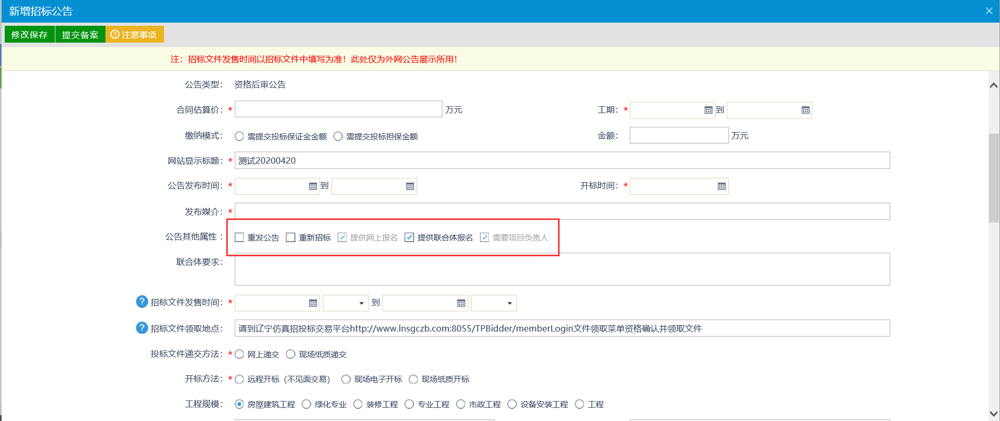 新增招标公告
修改保存 提交备案 注意事项
注：招标文件发售时间以招标文件中填写为准！此处仅为外网公告展示所用！
公告类型： 资格后审公告
合同估算价：* 万元 工期：* 到
缴纳模式： 需提交投标保证金金额 需提交投标担保金额 金额： 万元
网站显示标题：* 测试20200420
公告发布时间：* 到 开标时间：*
发布媒介：*
公告其他属性： 重发公告 重新招标 提供网上报名 提供联合体报名 需要项目负责人
联合体要求：
? 招标文件发售时间：* 到
? 招标文件领取地点： 请到辽宁仿真招投标交易平台http://www.lnsgczb.com:8055/TPBidder/memberLogin文件领取菜单资格确认并领取文件
投标文件递交方法：* 网上递交 现场纸质递交
开标方法：* 远程开标（不见面交易） 现场电子开标 现场纸质开标
工程规模： 房屋建筑工程 绿化专业 装修工程 专业工程 市政工程 设备安装工程 工程